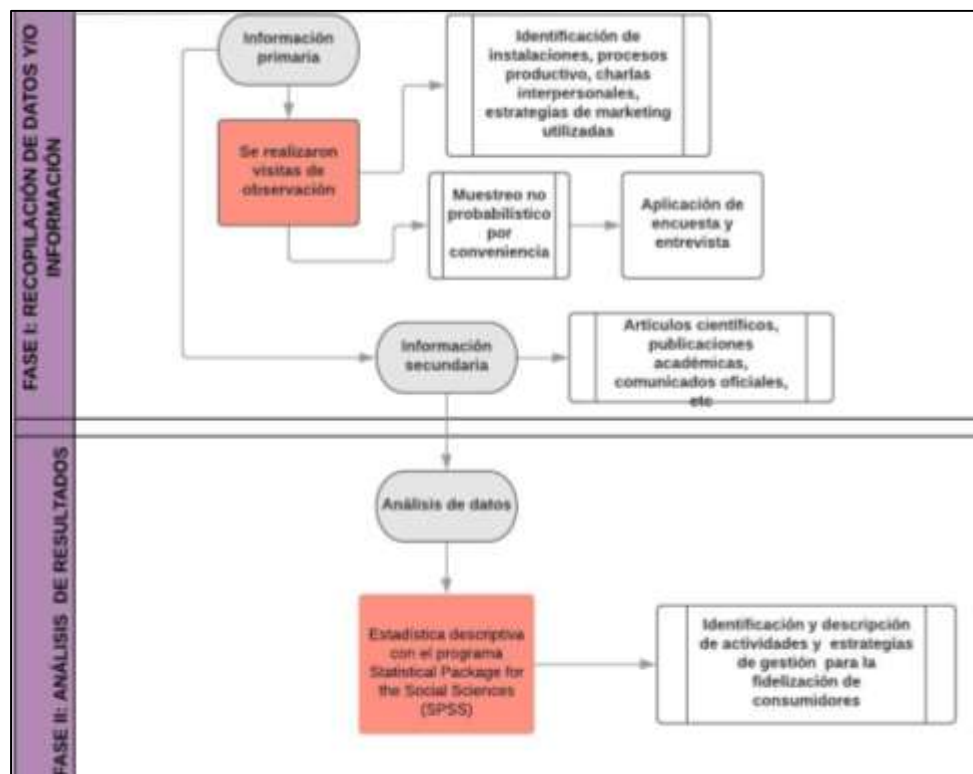 FASE I: RECOPILACIÓN DE DATOS Y/O
INFORMACIÓN
Información
primaria
Identificación de
instalaciones, procesos
productivo, charlas
interpersonales,
estrategias de marketing
utilizadas
Se realizaron
visitas de
observación
Muestreo no
probabilístico
por
conveniencia
Aplicación de
encuesta y
entrevista
Información
secundaria
Artículos científicos,
publicaciones
académicas,
comunicados oficiales,
etc
FASE II: ANÁLISIS DE RESULTADOS
Análisis de datos
Estadística descriptiva
con el programa
Statistical Package for
the Social Sciences
(SPSS)
Identificación y descripción
de actividades y estrategias
de gestión para la
fidelización de
consumidores